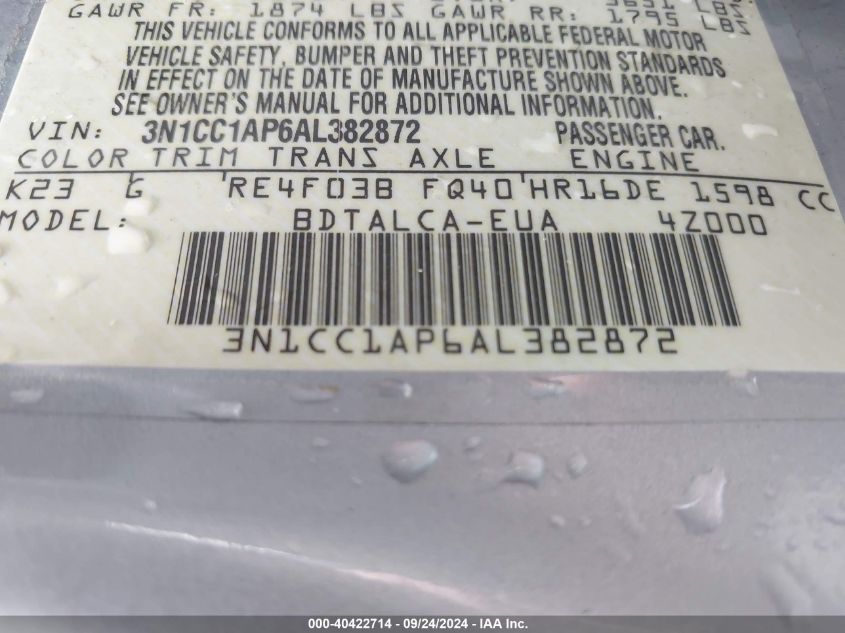 GAWR FR: 1874 LBS GAWR RR: 1795 LBS
THIS VEHICLE CONFORMS TO ALL APPLICABLE FEDERAL MOTOR
VEHICLE SAFETY, BUMPER AND THEFT PREVENTION STANDARDS
IN EFFECT ON THE DATE OF MANUFACTURE SHOWN ABOVE.
SEE OWNER'S MANUAL FOR ADDITIONAL INFORMATION.
VIN: 3N1CC1AP6AL382872 PASSENGER CAR.
COLOR TRIM TRANS AXLE ENGINE
K23 G RE4F03B FQ40 HR16DE 1598 CC
MODEL: BDTALCA-EUA 4Z000
3N1CC1AP6AL382872
000-40422714 - 09/24/2024 - IAA Inc.